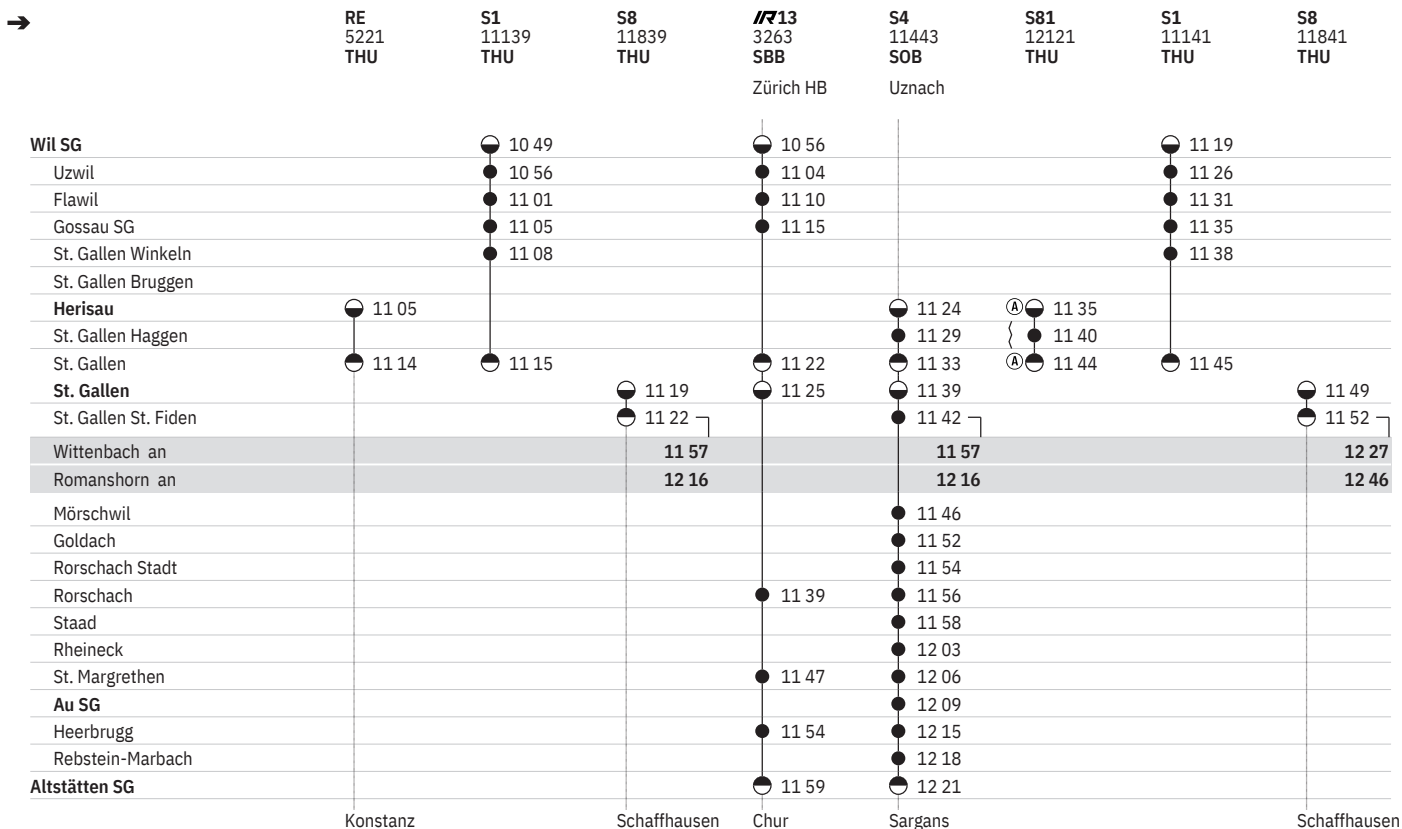 ➔ RE S1 S8 IR13 S4 S81 S1 S8
5221 11139 11839 3263 11443 12121 11141 11841
THU THU THU SBB SOB THU THU THU
Zürich HB Uznach
Wil SG 10 49 10 56 11 19
Uzwil 10 56 11 04 11 26
Flawil 11 01 11 10 11 31
Gossau SG 11 05 11 15 11 35
St. Gallen Winkeln 11 08 11 38
St. Gallen Bruggen
Herisau 11 05 11 24 Ⓐ 11 35
St. Gallen Haggen 11 29 11 40
St. Gallen 11 14 11 15 11 22 11 33 Ⓐ 11 44 11 45
St. Gallen 11 19 11 25 11 39 11 49
St. Gallen St. Fiden 11 22 11 42 11 52
Wittenbach an 11 57 11 57 12 27
Romanshorn an 12 16 12 16 12 46
Mörschwil 11 46
Goldach 11 52
Rorschach Stadt 11 54
Rorschach 11 39 11 56
Staad 11 58
Rheineck 12 03
St. Margrethen 11 47 12 06
Au SG 12 09
Heerbrugg 11 54 12 15
Rebstein-Marbach 12 18
Altstätten SG 11 59 12 21
Konstanz Schaffhausen Chur Sargans Schaffhausen